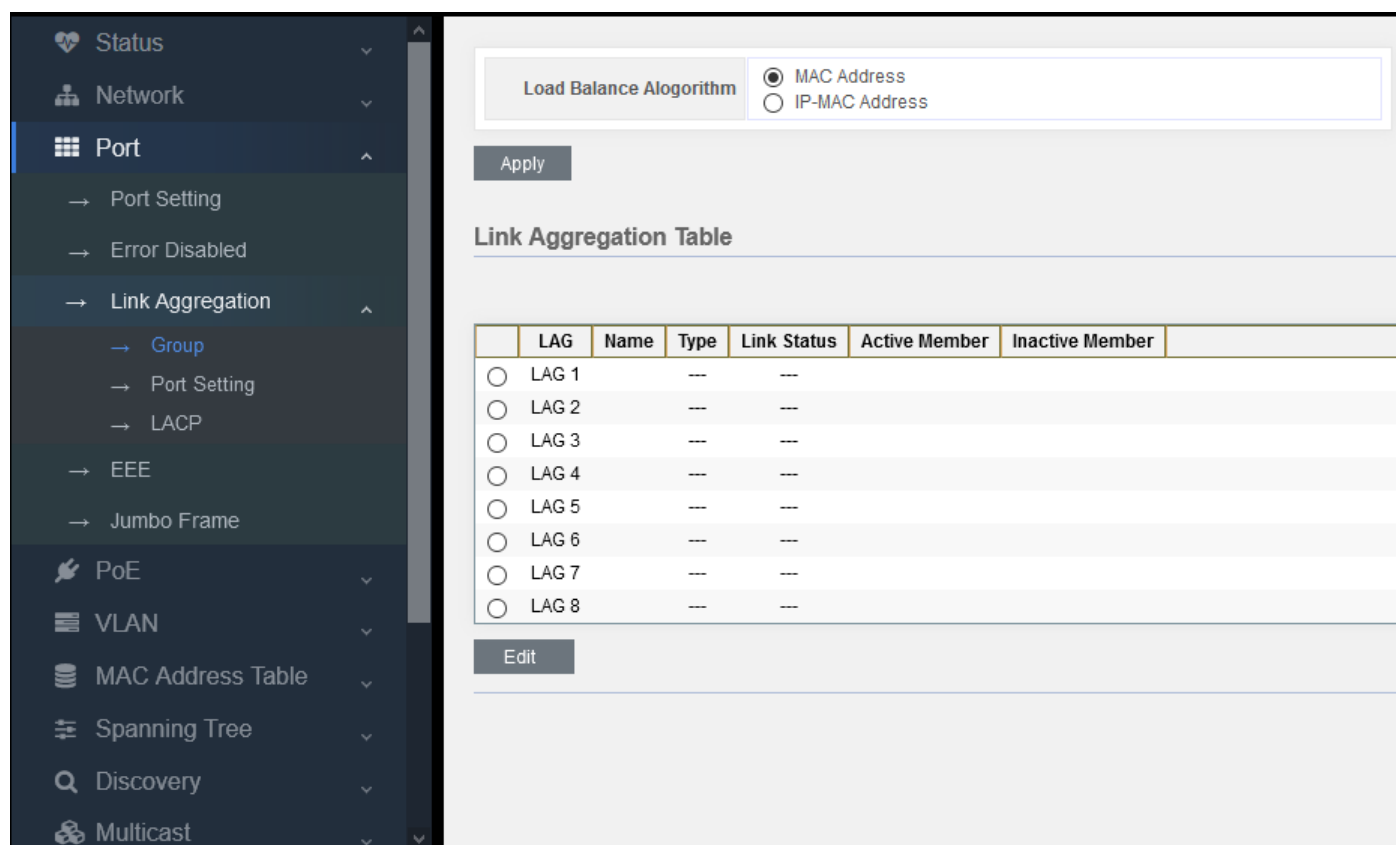 Status
Network
Port
→ Port Setting
→ Error Disabled
→ Link Aggregation
→ Group
→ Port Setting
→ LACP
→ EEE
→ Jumbo Frame
PoE
VLAN
MAC Address Table
Spanning Tree
Discovery
Multicast
Load Balance Alogorithm
MAC Address
IP-MAC Address
Apply
Link Aggregation Table
LAG Name Type Link Status Active Member Inactive Member
LAG 1 --- ---
LAG 2 --- ---
LAG 3 --- ---
LAG 4 --- ---
LAG 5 --- ---
LAG 6 --- ---
LAG 7 --- ---
LAG 8 --- ---
Edit